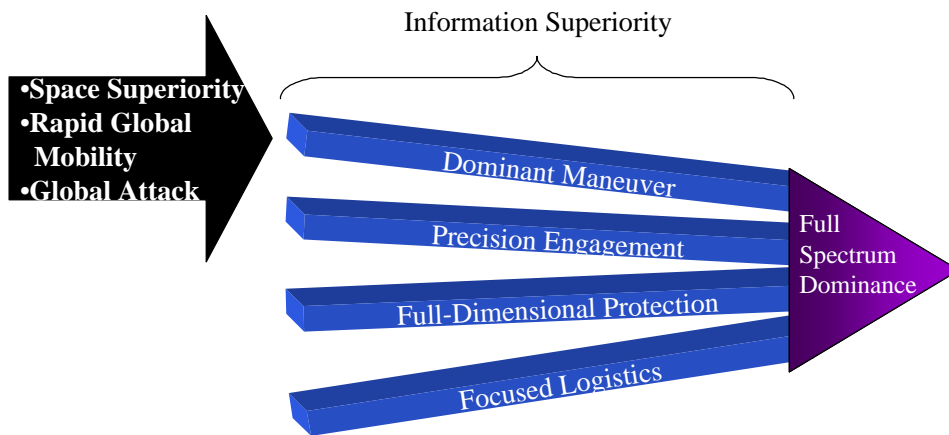 Information Superiority
•Space Superiority
•Rapid Global
Mobility
•Global Attack
Dominant Maneuver
Precision Engagement
Full-Dimensional Protection
Focused Logistics
Full
Spectrum
Dominance